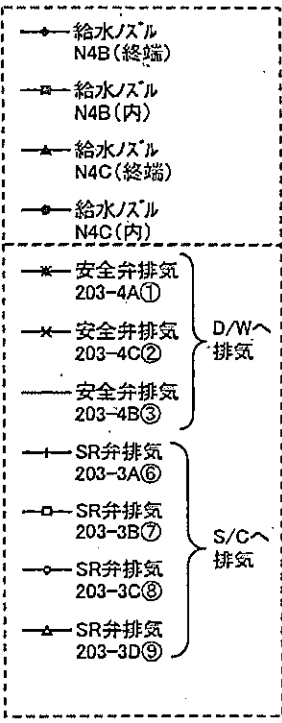 給水ノズル
N4B(終端)
給水ノズル
N4B(内)
給水ノズル
N4C(終端)
給水ノズル
N4C(内)
安全弁排気
203-4A①
安全弁排気
203-4C②
安全弁排気
203-4B③
D/Wへ
排気
SR弁排気
203-3A⑥
SR弁排気
203-3B⑦
SR弁排気
203-3C⑧
SR弁排気
203-3D⑨
S/Cへ
排気